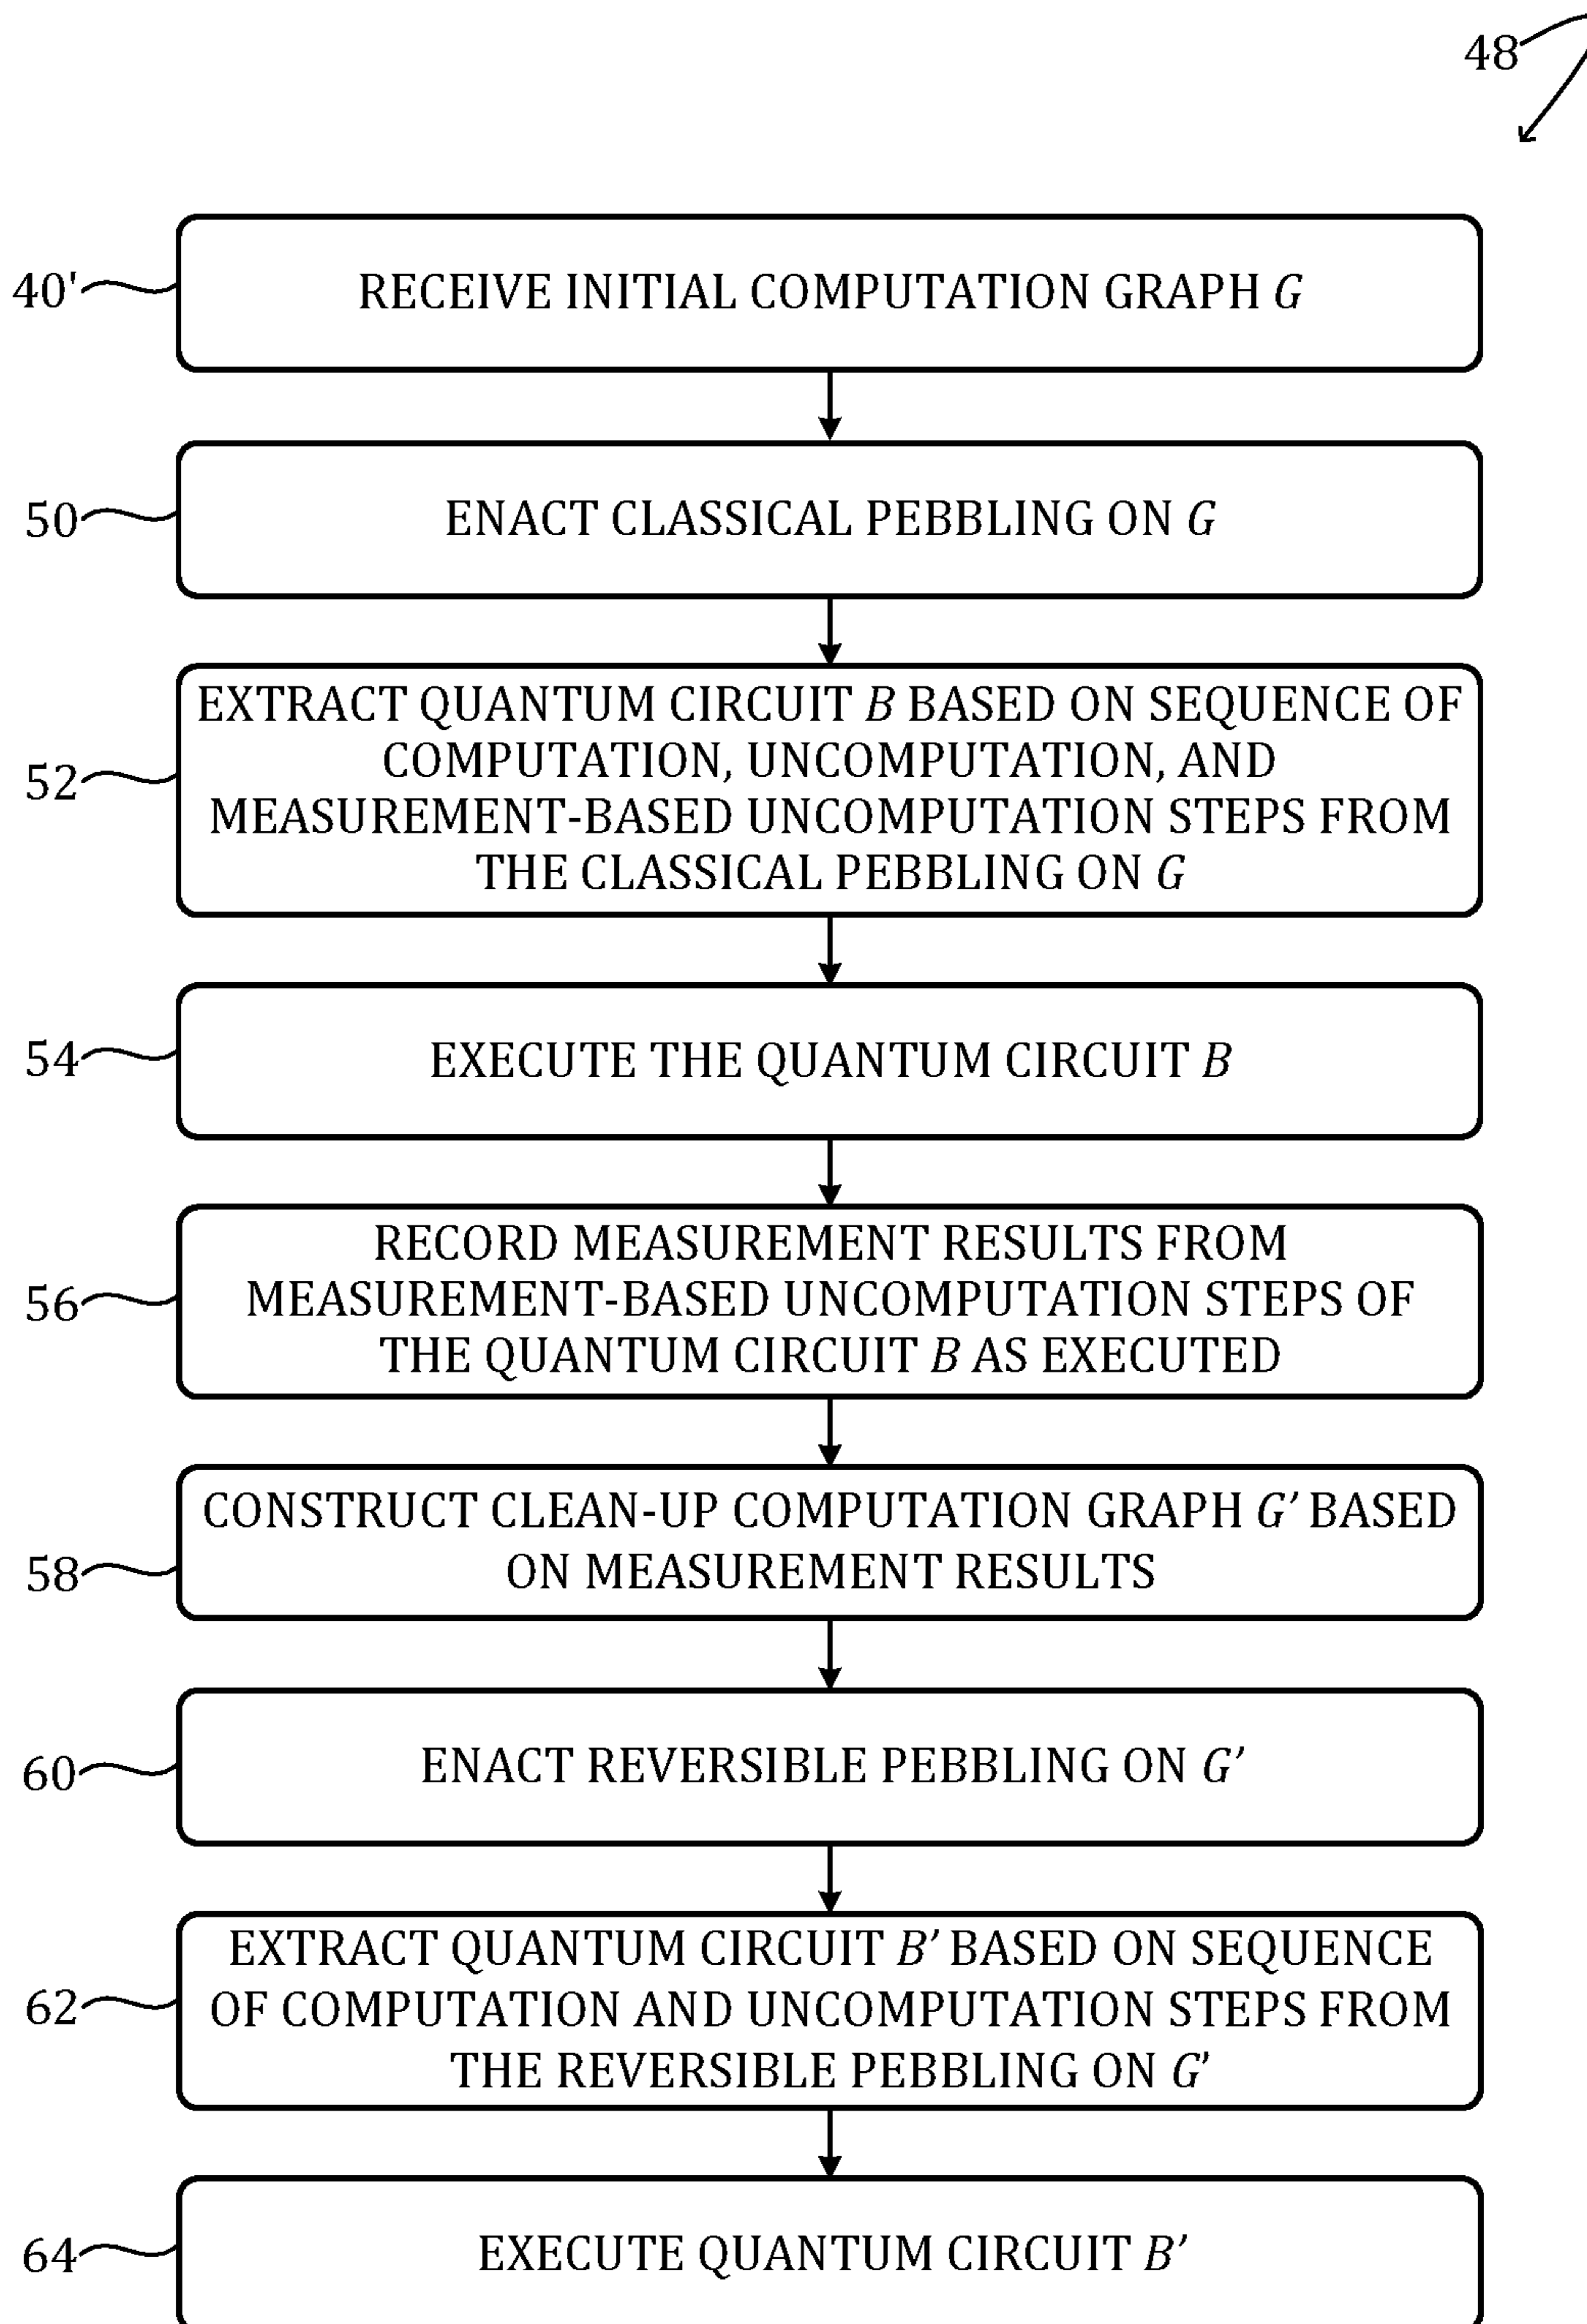 48
40'
RECEIVE INITIAL COMPUTATION GRAPH G
50
ENACT CLASSICAL PEBBLING ON G
52
EXTRACT QUANTUM CIRCUIT B BASED ON SEQUENCE OF
COMPUTATION, UNCOMPUTATION, AND
MEASUREMENT-BASED UNCOMPUTATION STEPS FROM
THE CLASSICAL PEBBLING ON G
54
EXECUTE THE QUANTUM CIRCUIT B
56
RECORD MEASUREMENT RESULTS FROM
MEASUREMENT-BASED UNCOMPUTATION STEPS OF
THE QUANTUM CIRCUIT B AS EXECUTED
58
CONSTRUCT CLEAN-UP COMPUTATION GRAPH G’ BASED
ON MEASUREMENT RESULTS
60
ENACT REVERSIBLE PEBBLING ON G’
62
EXTRACT QUANTUM CIRCUIT B’ BASED ON SEQUENCE
OF COMPUTATION AND UNCOMPUTATION STEPS FROM
THE REVERSIBLE PEBBLING ON G'
64
EXECUTE QUANTUM CIRCUIT B'